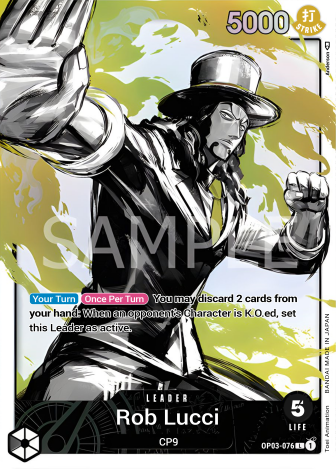 5000
打
STRIKE
Anderson
SAMPLE
Your Turn Once Per Turn You may discard 2 cards from
your hand: When an opponent's Character is K.O.ed, set
this Leader as active.
LEADER
Rob Lucci
CP9
5
LIFE
OP03-076 L 1
Toei Animation BANDAI MADE IN JAPAN